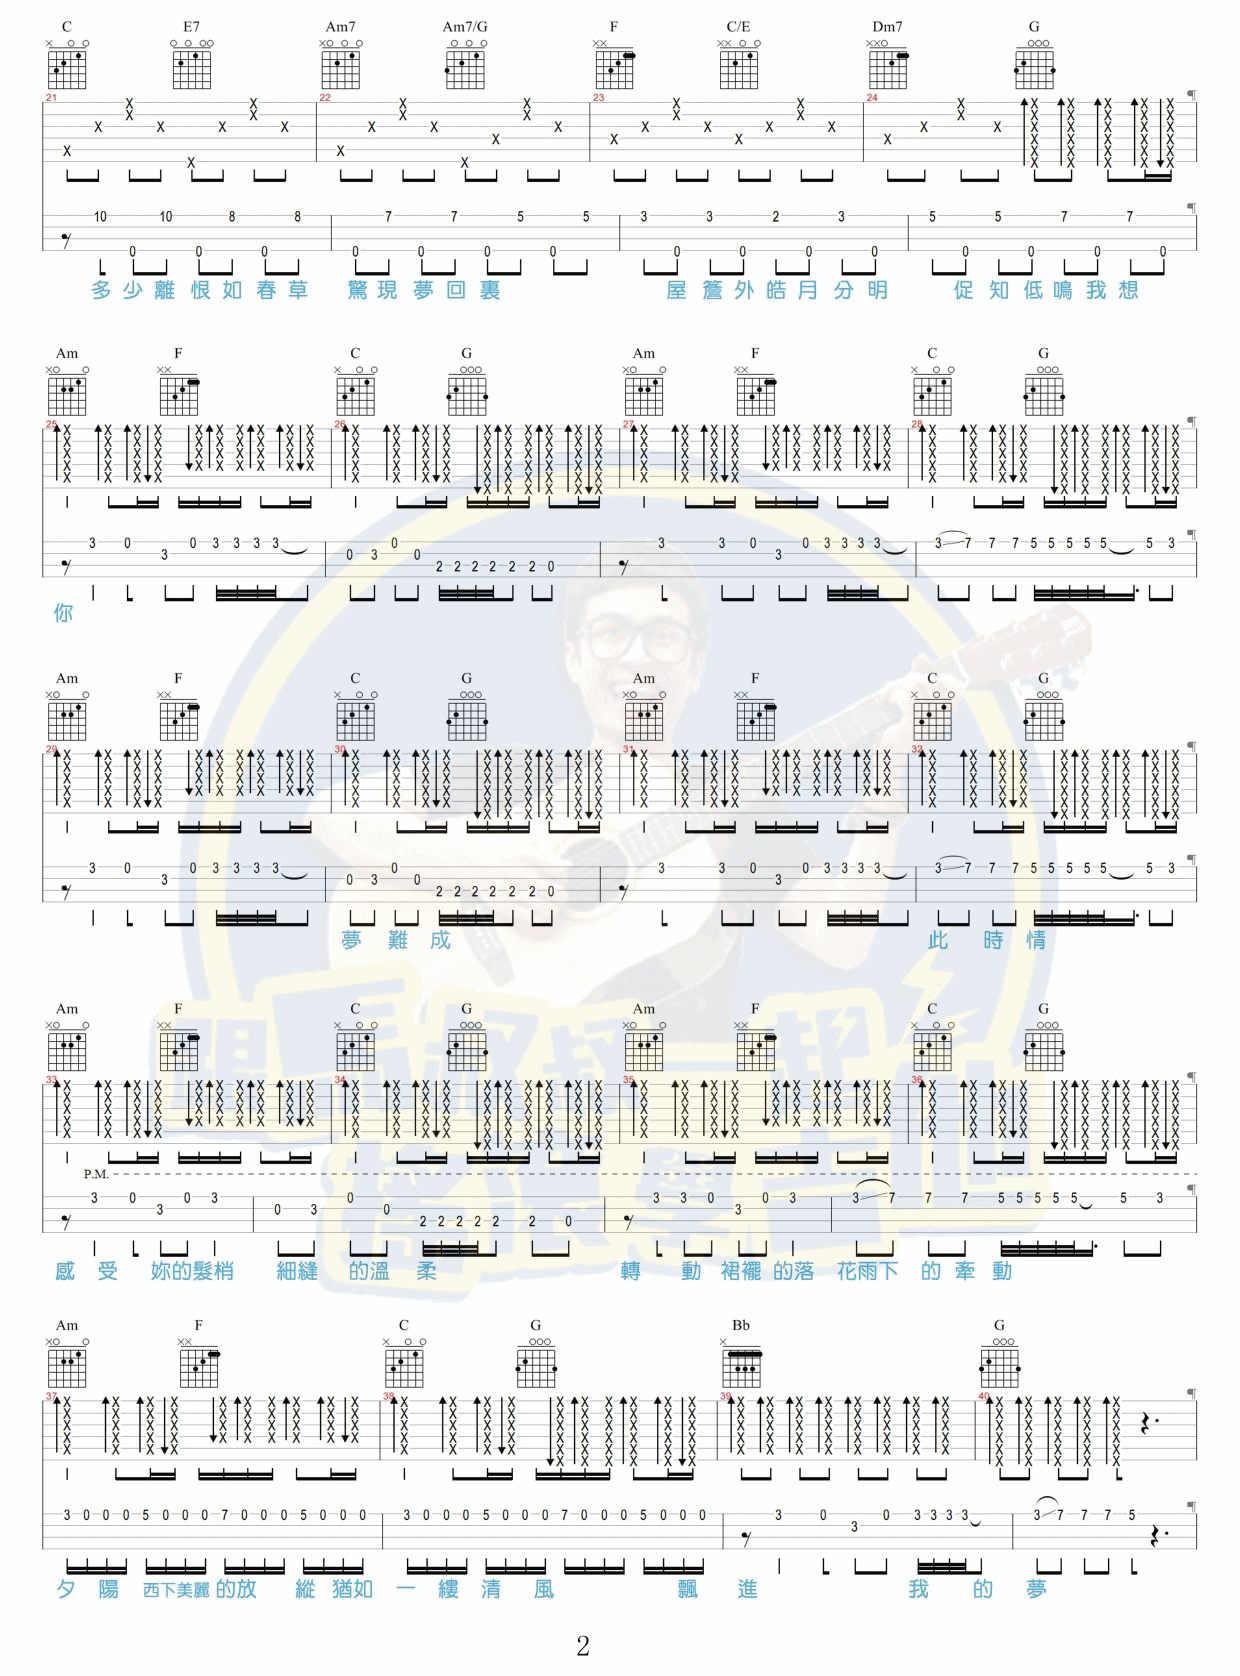 C E7 Am7 Am7/G F C/E Dm7 G
21 22 23 24
10 10 8 8 7 7 5 5 3 3 2 3 5 5 7 7
0 0 0 0 0 0 0 0 0 0 0 0 0 0
多少離恨如春草 驚現夢回裏 屋簷外皓月分明 促知低鳴我想
Am F C G Am F C G
25 26 27 28
3 0 3 0 3 3 3 3 0 3 0 0 2 2 2 2 2 2 0 3 3 0 3 0 3 3 3 3 3 7 7 7 5 5 5 5 5 5 3
你
Am F C G Am F C G
29 30 31 32
3 0 3 0 3 3 3 3 0 3 0 0 2 2 2 2 2 2 0 3 3 0 3 0 3 3 3 3 3 7 7 7 5 5 5 5 5 5 3
夢難成 此時情
Am F C G Am F C G
33 34 35 36
P.M.
3 0 3 0 3 0 3 0 0 2 2 2 2 2 2 0 3 3 0 3 0 3 3 7 7 7 5 5 5 5 5 5 3
感受妳的髮梢 細縫的溫柔 轉動裙襬的落花雨下的牽動
Am F C G Bb G
37 38 39 40
3 0 0 0 5 0 0 0 7 0 0 0 5 0 0 0 3 0 0 0 5 0 0 0 7 0 0 0 5 0 0 0 3 0 3 0 3 3 3 3 3 7 7 7 5
夕陽西下美麗的放縱猶如一縷清風 飄進 我的夢
2